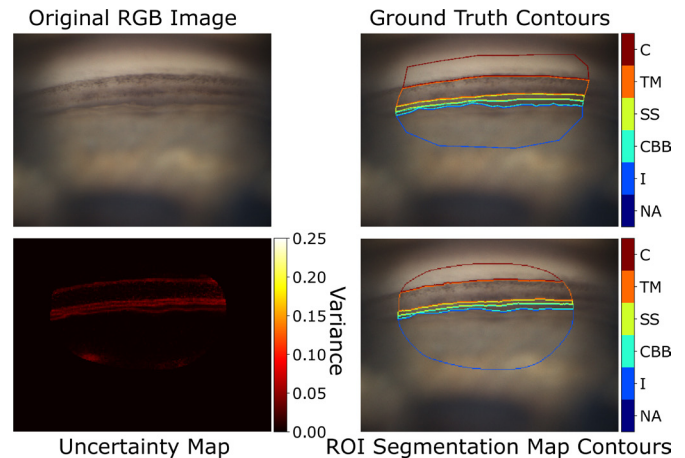 Original RGB Image
Ground Truth Contours
C
TM
SS
CBB
I
NA
0.25
0.20
0.15
0.10
0.05
0.00
Variance
C
TM
SS
CBB
I
NA
Uncertainty Map
ROI Segmentation Map Contours